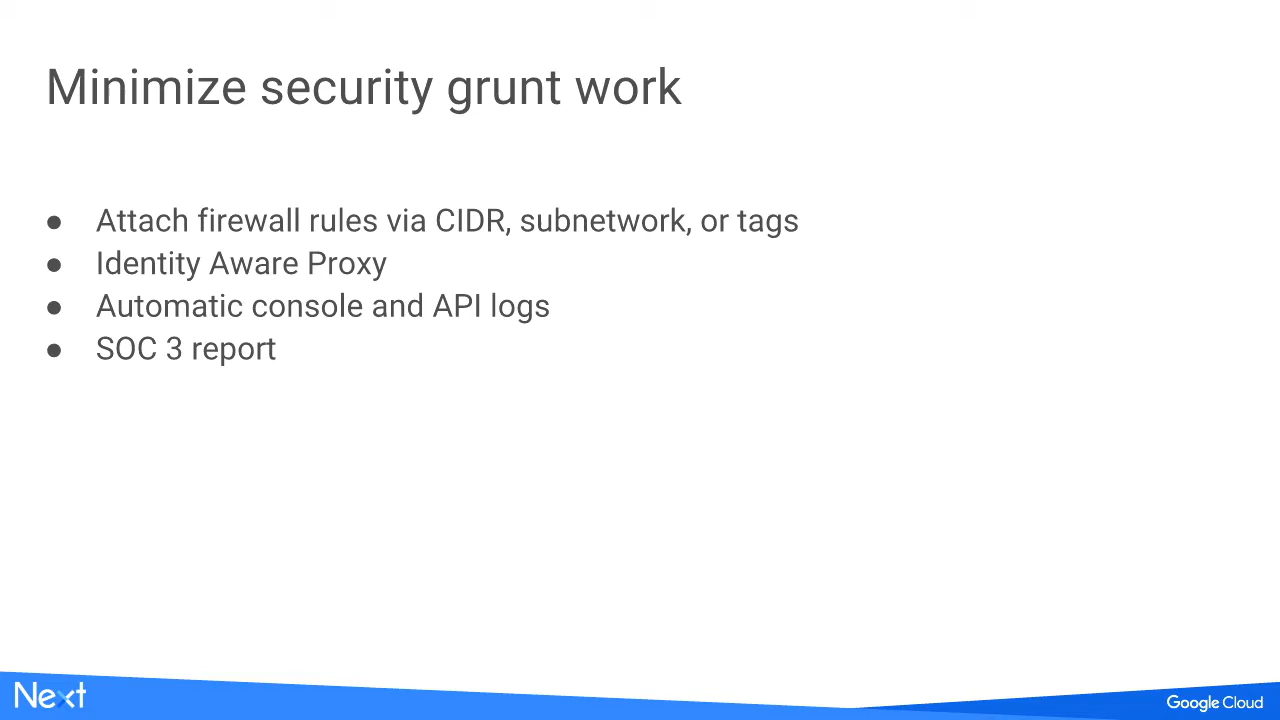 Minimize security grunt work
● Attach firewall rules via CIDR, subnetwork, or tags
● Identity Aware Proxy
● Automatic console and API logs
● SOC 3 report
Next
Google Cloud